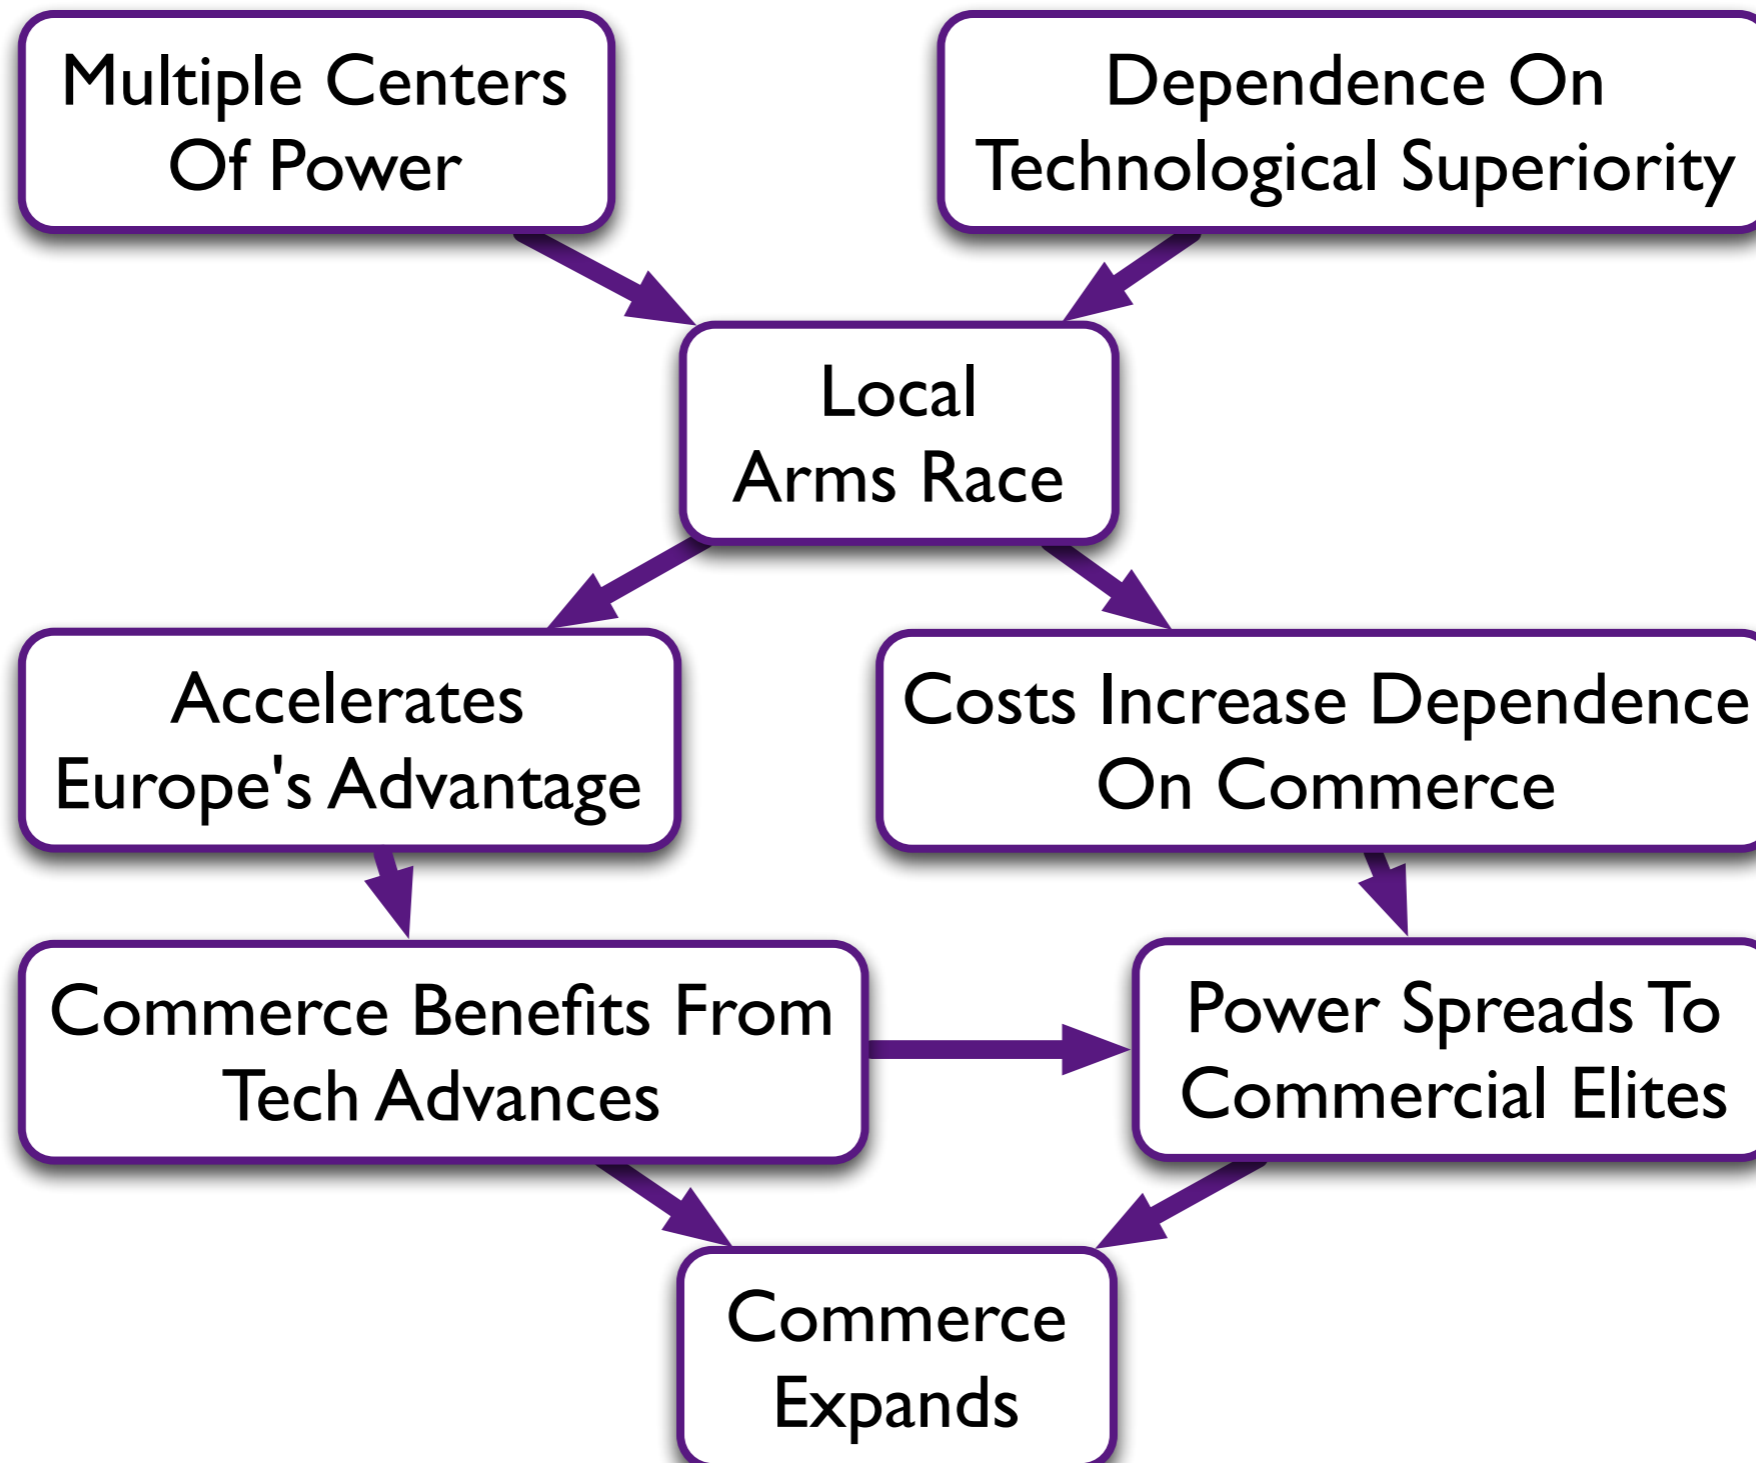 Multiple Centers
Of Power
Dependence On
Technological Superiority
Local
Arms Race
Accelerates
Europe's Advantage
Costs Increase Dependence
On Commerce
Commerce Benefits From
Tech Advances
Power Spreads To
Commercial Elites
Commerce
Expands